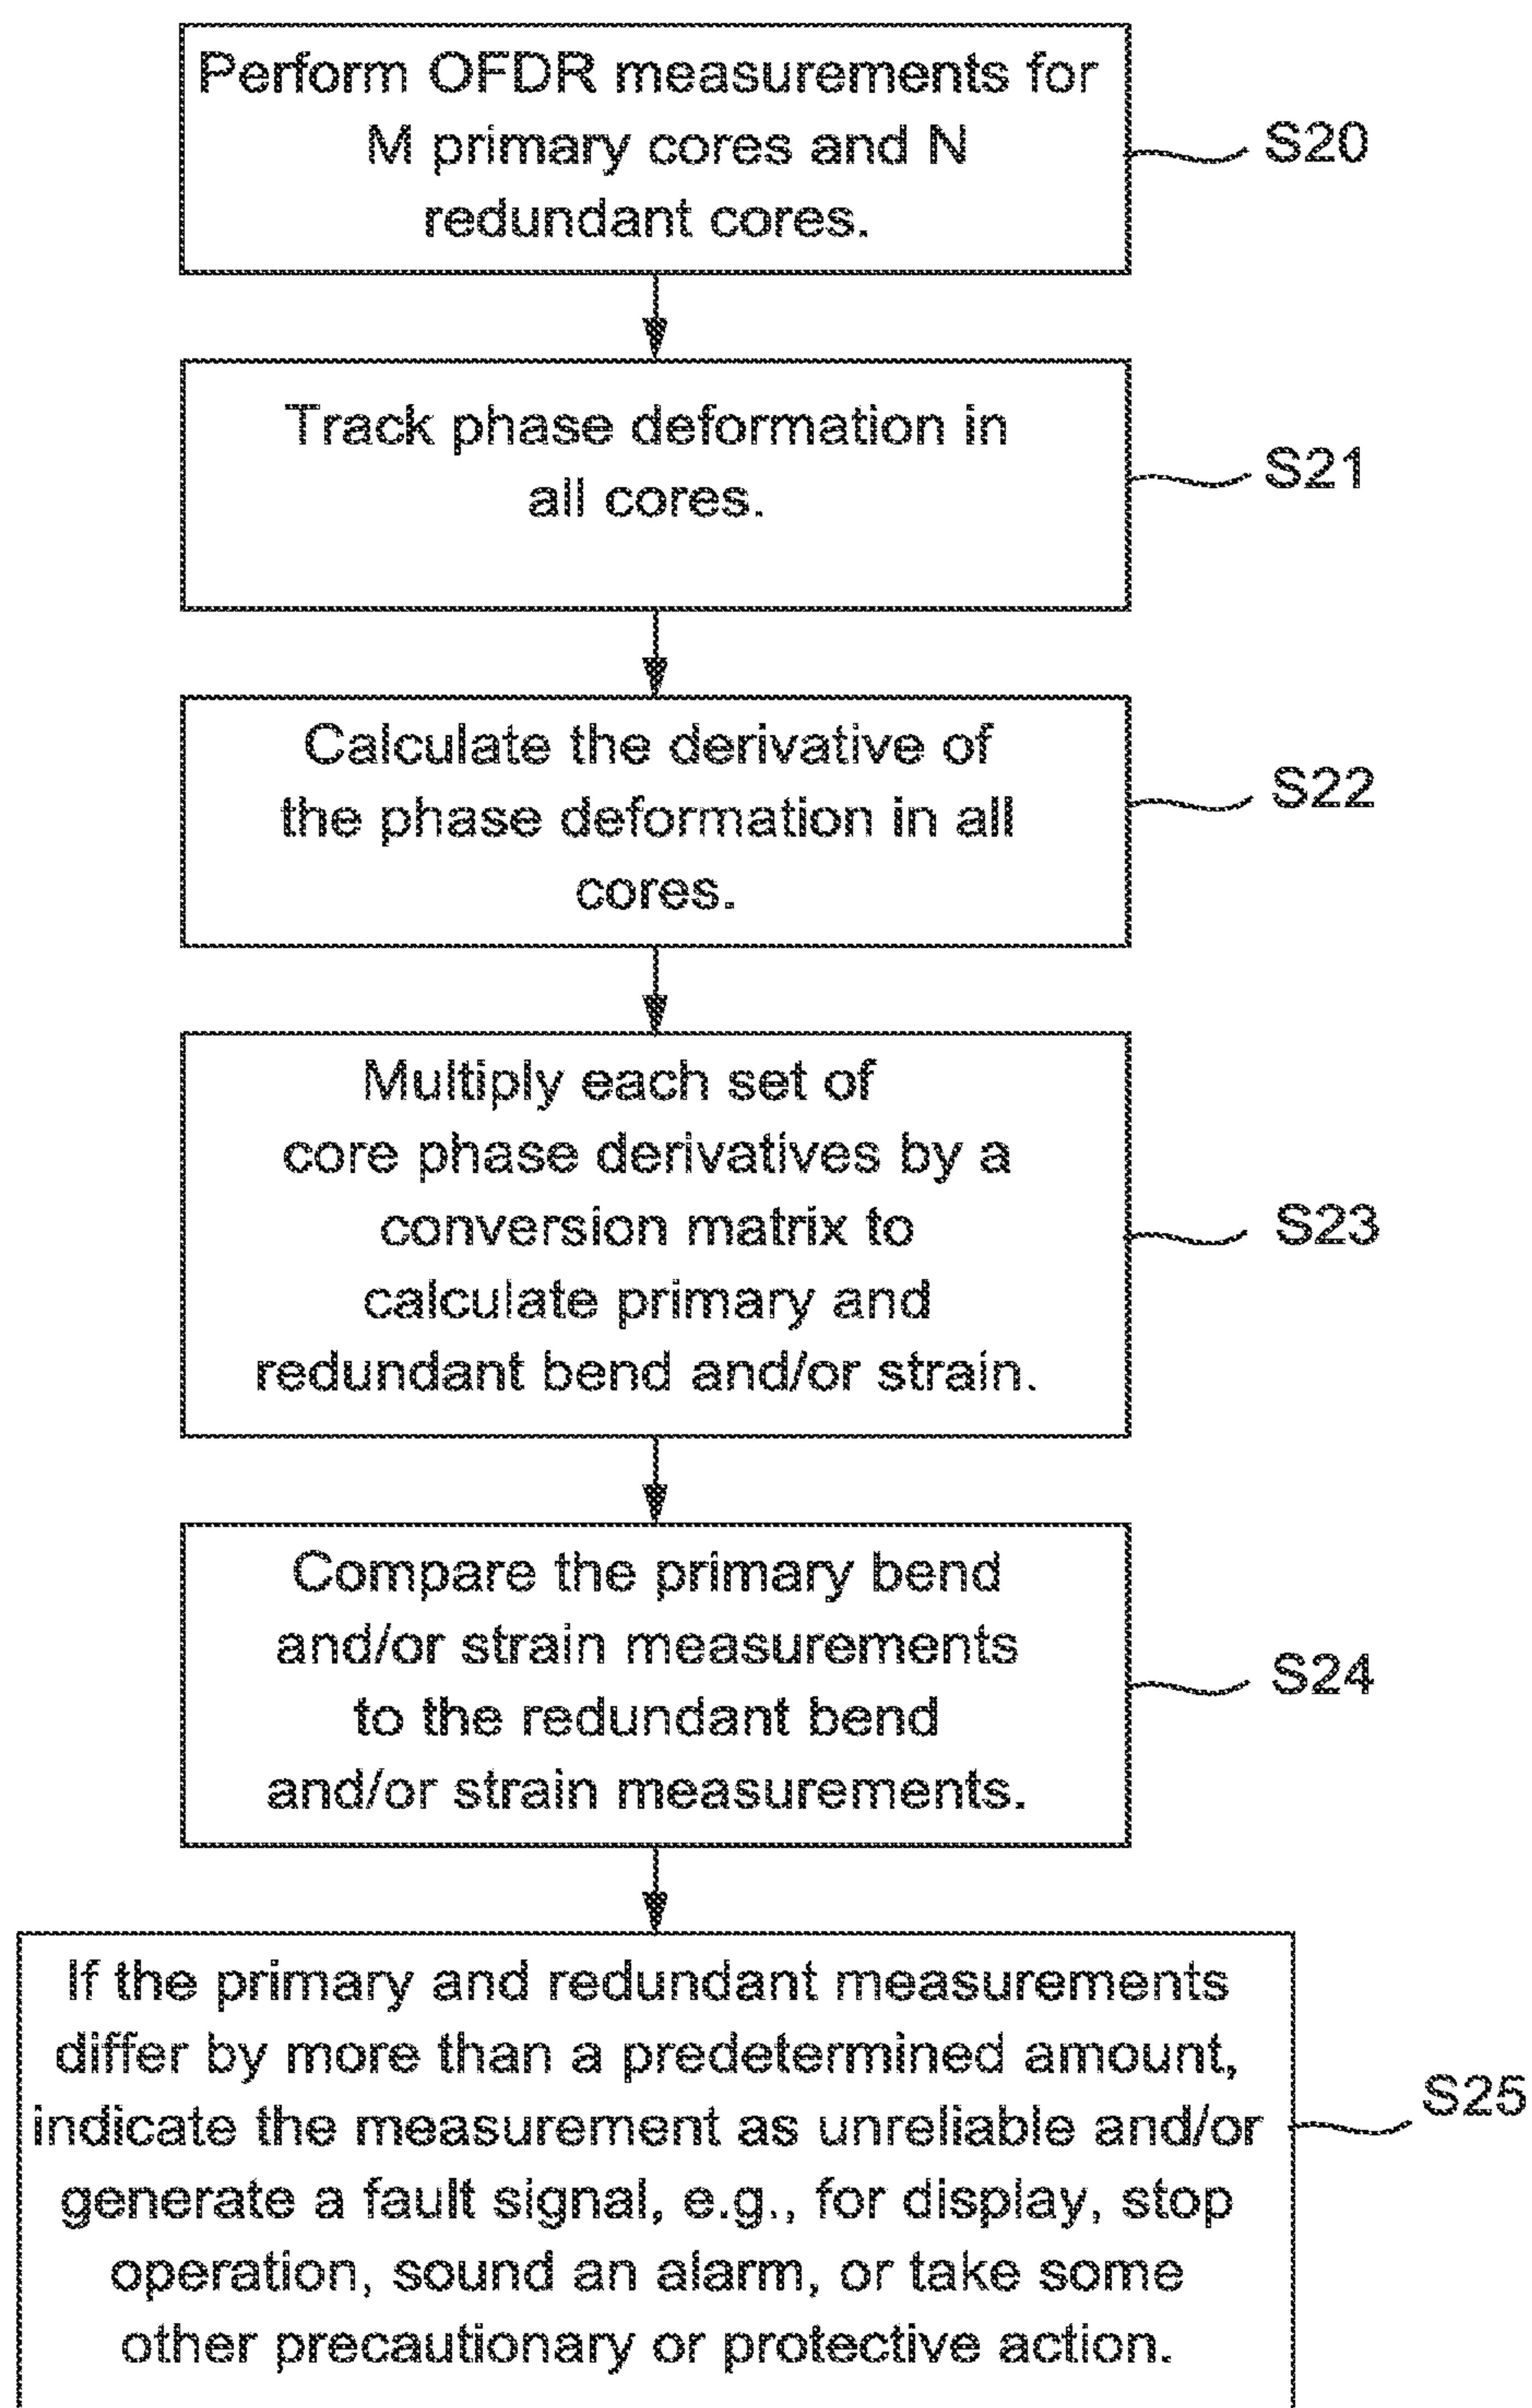 Perform OFDR measurements for
M primary cores and N
redundant cores.
S20
Track phase deformation in
all cores.
S21
Calculate the derivative of
the phase deformation in all
cores.
S22
Multiply each set of
core phase derivatives by a
conversion matrix to
calculate primary and
redundant bend and/or strain.
S23
Compare the primary bend
and/or strain measurements
to the redundant bend
and/or strain measurements.
S24
If the primary and redundant measurements
differ by more than a predetermined amount,
indicate the measurement as unreliable and/or
generate a fault signal, e.g., for display, stop
operation, sound an alarm, or take some
other precautionary or protective action.
S25